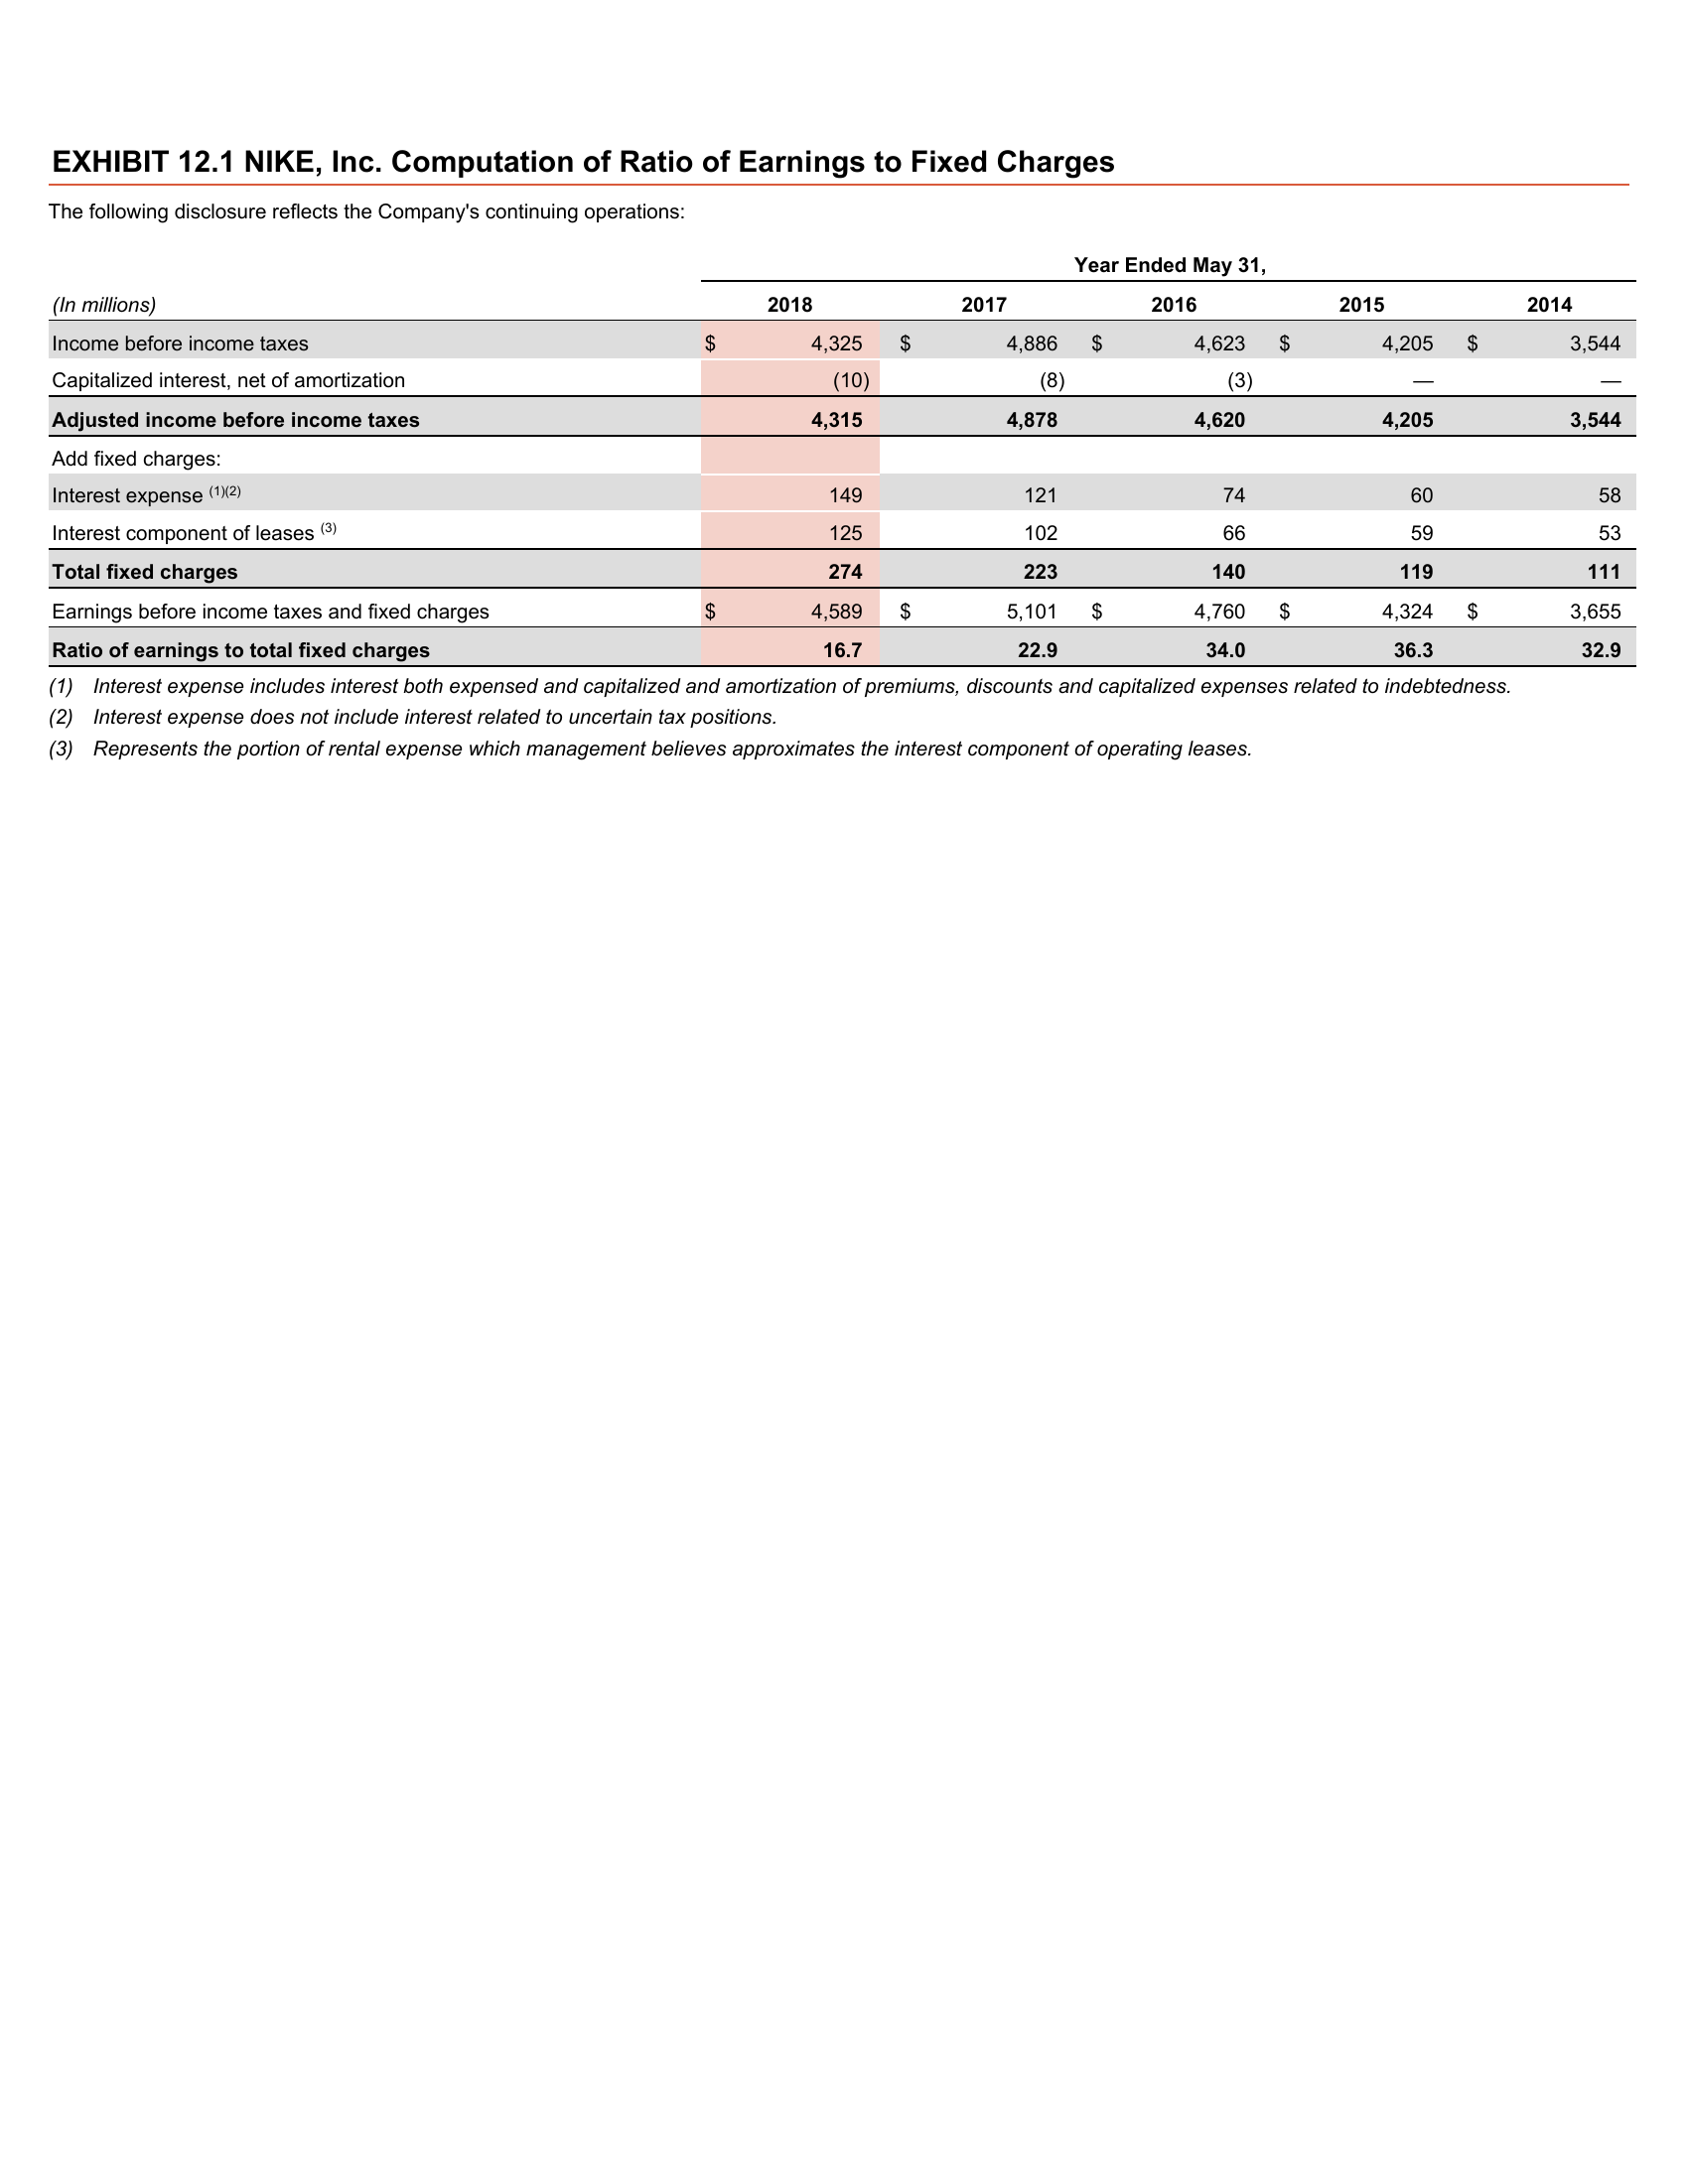 EXHIBIT 12.1 NIKE, Inc. Computation of Ratio of Earnings to Fixed Charges
The following disclosure reflects the Company's continuing operations:
Year Ended May 31,
(In millions) 2018 2017 2016 2015 2014
Income before income taxes $ 4,325 $ 4,886 $ 4,623 $ 4,205 $ 3,544
Capitalized interest, net of amortization (10) (8) (3) — —
Adjusted income before income taxes 4,315 4,878 4,620 4,205 3,544
Add fixed charges:
Interest expense (1)(2) 149 121 74 60 58
Interest component of leases (3) 125 102 66 59 53
Total fixed charges 274 223 140 119 111
Earnings before income taxes and fixed charges $ 4,589 $ 5,101 $ 4,760 $ 4,324 $ 3,655
Ratio of earnings to total fixed charges 16.7 22.9 34.0 36.3 32.9
(1) Interest expense includes interest both expensed and capitalized and amortization of premiums, discounts and capitalized expenses related to indebtedness.
(2) Interest expense does not include interest related to uncertain tax positions.
(3) Represents the portion of rental expense which management believes approximates the interest component of operating leases.